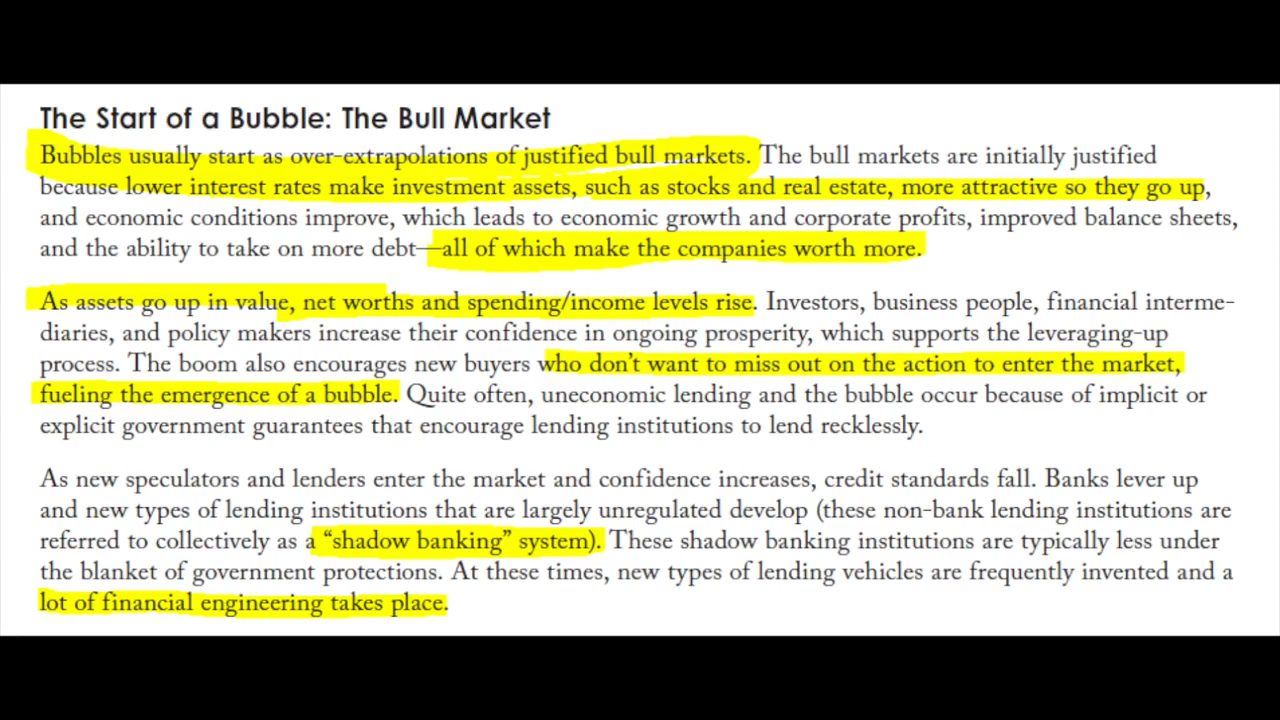 The Start of a Bubble: The Bull Market
Bubbles usually start as over-extrapolations of justified bull markets. The bull markets are initially justified
because lower interest rates make investment assets, such as stocks and real estate, more attractive so they go up,
and economic conditions improve, which leads to economic growth and corporate profits, improved balance sheets,
and the ability to take on more debt—all of which make the companies worth more.
As assets go up in value, net worths and spending/income levels rise. Investors, business people, financial interme-
diaries, and policy makers increase their confidence in ongoing prosperity, which supports the leveraging-up
process. The boom also encourages new buyers who don’t want to miss out on the action to enter the market,
fueling the emergence of a bubble. Quite often, uneconomic lending and the bubble occur because of implicit or
explicit government guarantees that encourage lending institutions to lend recklessly.
As new speculators and lenders enter the market and confidence increases, credit standards fall. Banks lever up
and new types of lending institutions that are largely unregulated develop (these non-bank lending institutions are
referred to collectively as a “shadow banking” system). These shadow banking institutions are typically less under
the blanket of government protections. At these times, new types of lending vehicles are frequently invented and a
lot of financial engineering takes place.